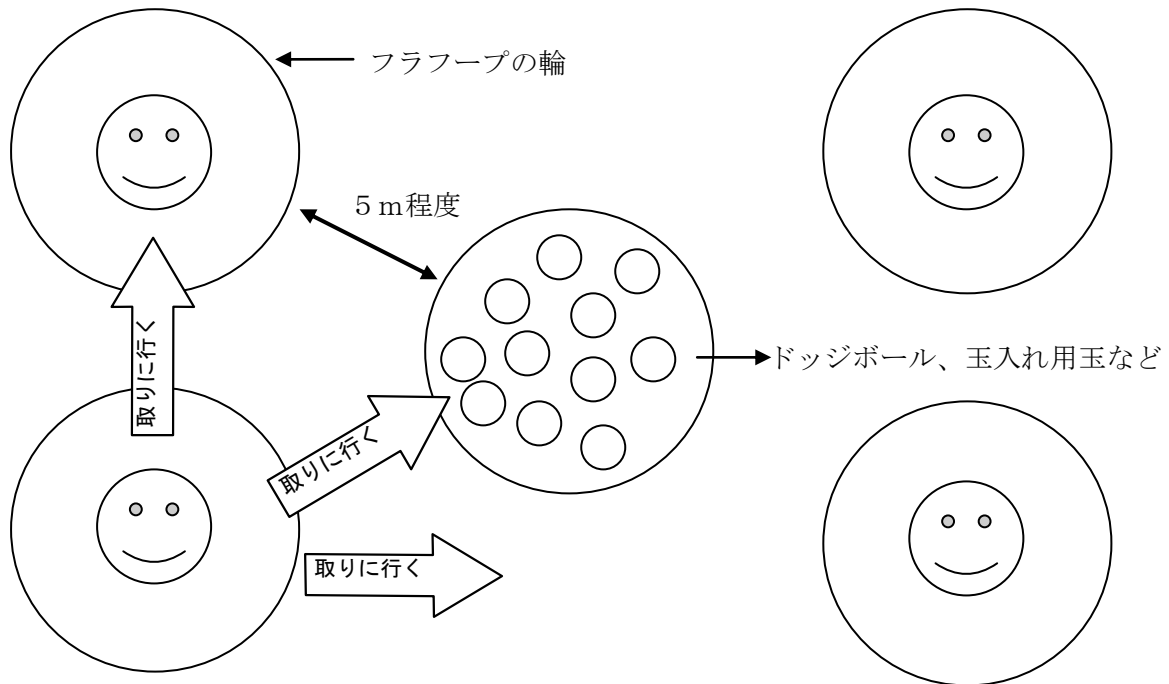 フラフープの輪
５ｍ程度
取りに行く
ドッジボール、玉入れ用玉など
取りに行く
取りに行く